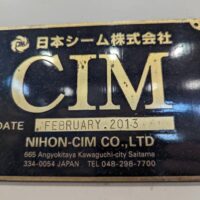 日本シーム株式会社
CIM
DATE FEBRUARY.2013
NIHON-CIM CO.,LTD
665 Angyokitaya Kawaguchi-city Saitama
334-0054 JAPAN TEL 048-298-7700